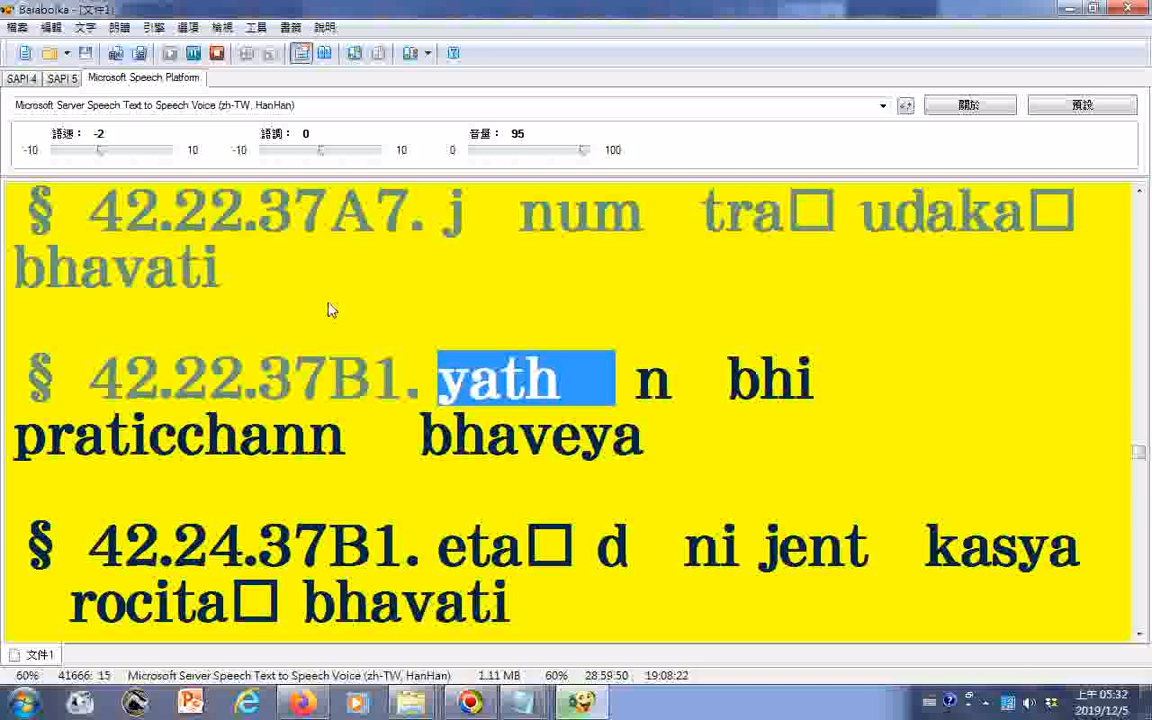 Balabolka - [文件1]
檔案 編輯 文字 朗讀 引擎 選項 檢視 工具 書籤 說明
SAPI 4 SAPI 5 Microsoft Speech Platform
Microsoft Server Speech Text to Speech Voice (zh-TW, HanHan) 關於 預設
語速： -2 語調： 0 音量： 95
-10 10 -10 10 0 100
§ 42.22.37A7. j num tra□ udaka□
bhavati
§ 42.22.37B1. yath n bhi
praticchann bhaveya
§ 42.24.37B1. eta□ d ni jent kasya
rocita□ bhavati
文件1
60% 41666: 15 Microsoft Server Speech Text to Speech Voice (zh-TW, HanHan) 1.11 MB 60% 28:59:50 19:08:22
上午 05:32
2019/12/5